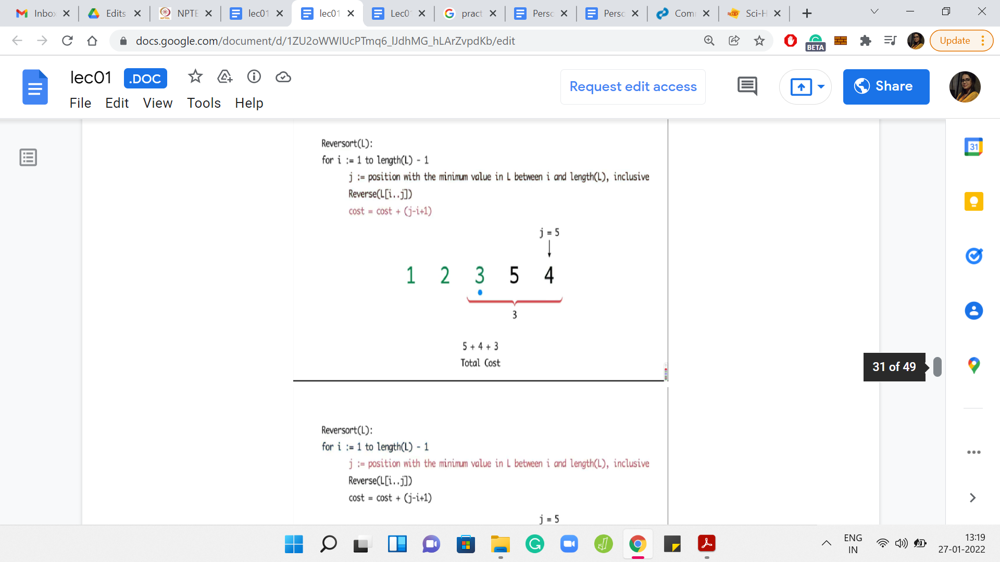 Inbox
Edits
NPTE
lec01
lec01
Lec01
pract
Perso
Perso
Com
Sci-H
docs.google.com/document/d/1ZU2oWWIUcPTmq6_lJdhMG_hLArZvpdKb/edit
BETA
Update
lec01
.DOC
File Edit View Tools Help
Request edit access
Share
31
Reversort(L):
for i := 1 to length(L) - 1
j := position with the minimum value in L between i and length(L), inclusive
Reverse(L[i..j])
cost = cost + (j-i+1)
j = 5
1 2 3 5 4
3
5 + 4 + 3
Total Cost
31 of 49
Reversort(L):
for i := 1 to length(L) - 1
j := position with the minimum value in L between i and length(L), inclusive
Reverse(L[i..j])
cost = cost + (j-i+1)
j = 5
ENG
IN
13:19
27-01-2022